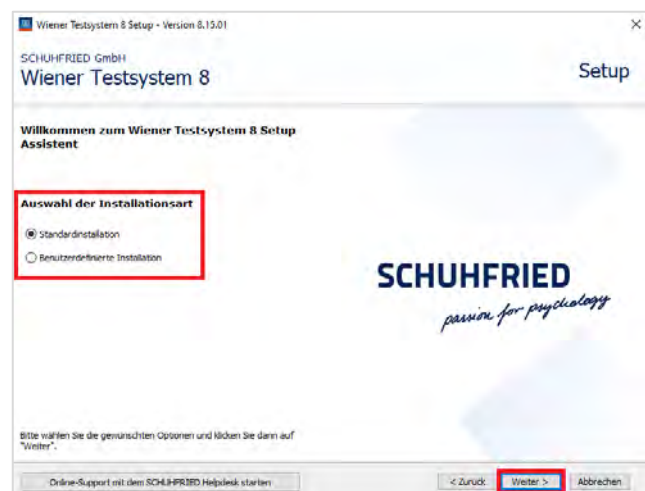 Wiener Testsystem 8 Setup - Version 8.15.01
SCHUHFRIED GmbH
Wiener Testsystem 8
Setup
Willkommen zum Wiener Testsystem 8 Setup
Assistent
Auswahl der Installationsart
Standardinstallation
Benutzerdefinierte Installation
SCHUHFRIED
passion for psychology
Bitte wählen Sie die gewünschten Optionen und klicken Sie dann auf
"Weiter".
Online-Support mit dem SCHUHFRIED Helpdesk starten
< Zurück
Weiter >
Abbrechen